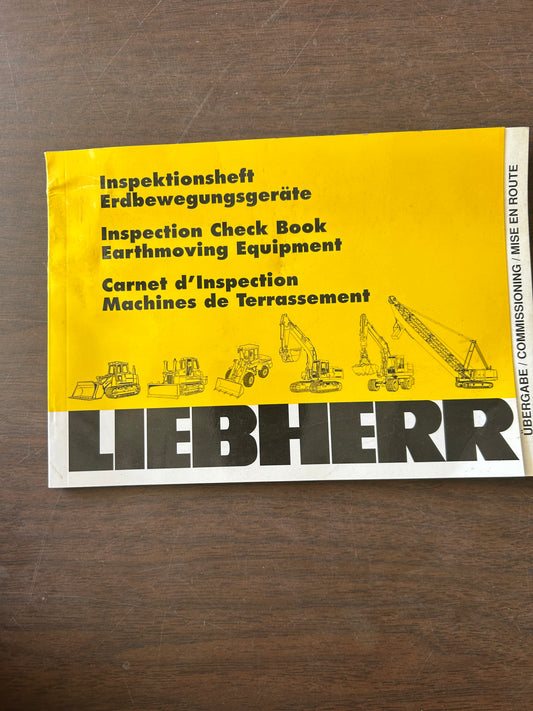 Inspektionsheft
Erdbewegungsgeräte
Inspection Check Book
Earthmoving Equipment
Carnet d'Inspection
Machines de Terrassement
LIEBHERR
ÜBERGABE / COMMISSIONING / MISE EN ROUTE